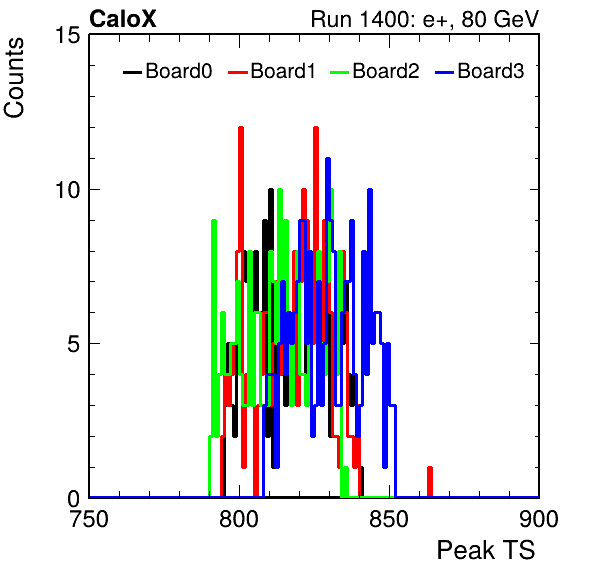 CaloX Run 1400: e+, 80 GeV
Counts
15
Board0 Board1 Board2 Board3
10
5
0
750 800 850 900
Peak TS